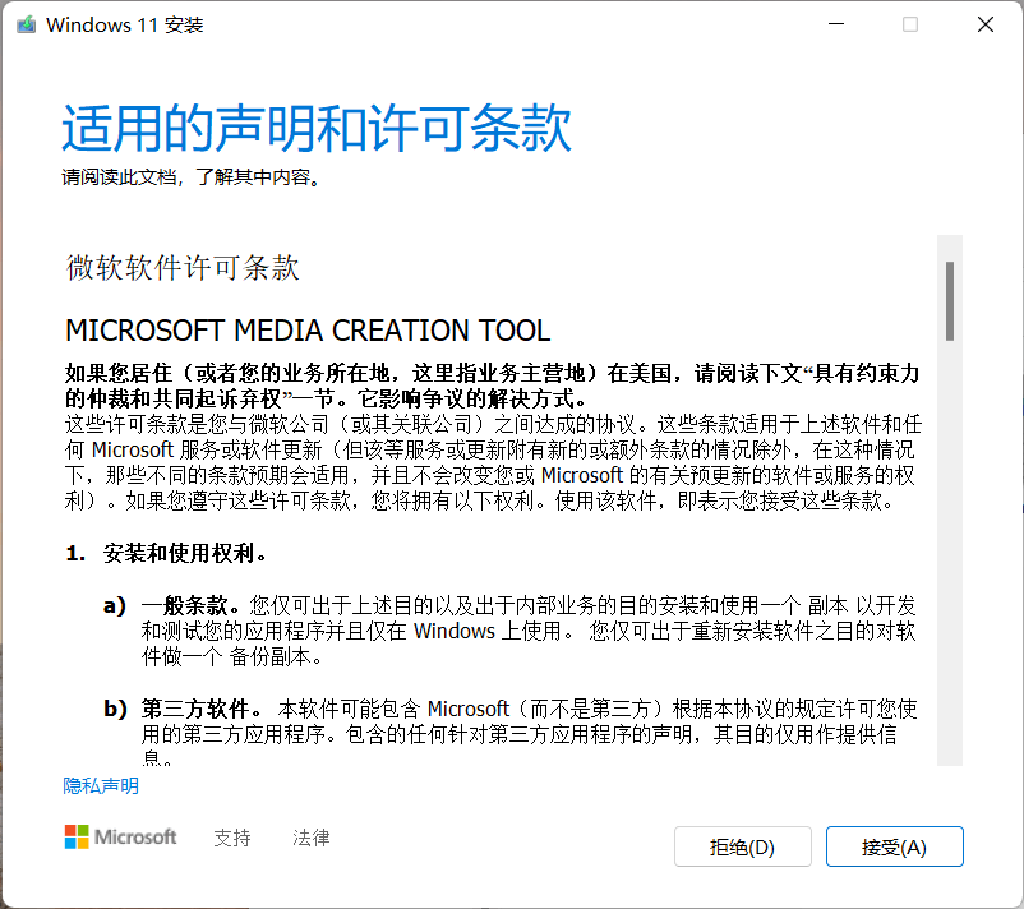 Windows 11 安装
适用的声明和许可条款
请阅读此文档，了解其中内容。
微软软件许可条款
MICROSOFT MEDIA CREATION TOOL
如果您居住（或者您的业务所在地，这里指业务主营地）在美国，请阅读下文“具有约束力
的仲裁和共同起诉弃权”一节。它影响争议的解决方式。
这些许可条款是您与微软公司（或其关联公司）之间达成的协议。这些条款适用于上述软件和任
何 Microsoft 服务或软件更新（但该等服务或更新附有新的或额外条款的情况除外，在这种情况
下，那些不同的条款预期会适用，并且不会改变您或 Microsoft 的有关预更新的软件或服务的权
利）。如果您遵守这些许可条款，您将拥有以下权利。使用该软件，即表示您接受这些条款。
1. 安装和使用权利。
a) 一般条款。您仅可出于上述目的以及出于内部业务的目的安装和使用一个 副本 以开发
和测试您的应用程序并且仅在 Windows 上使用。 您仅可出于重新安装软件之目的对软
件做一个 备份副本。
b) 第三方软件。 本软件可能包含 Microsoft（而不是第三方）根据本协议的规定许可您使
用的第三方应用程序。包含的任何针对第三方应用程序的声明，其目的仅用作提供信
息。
隐私声明
Microsoft 支持 法律 拒绝(D) 接受(A)